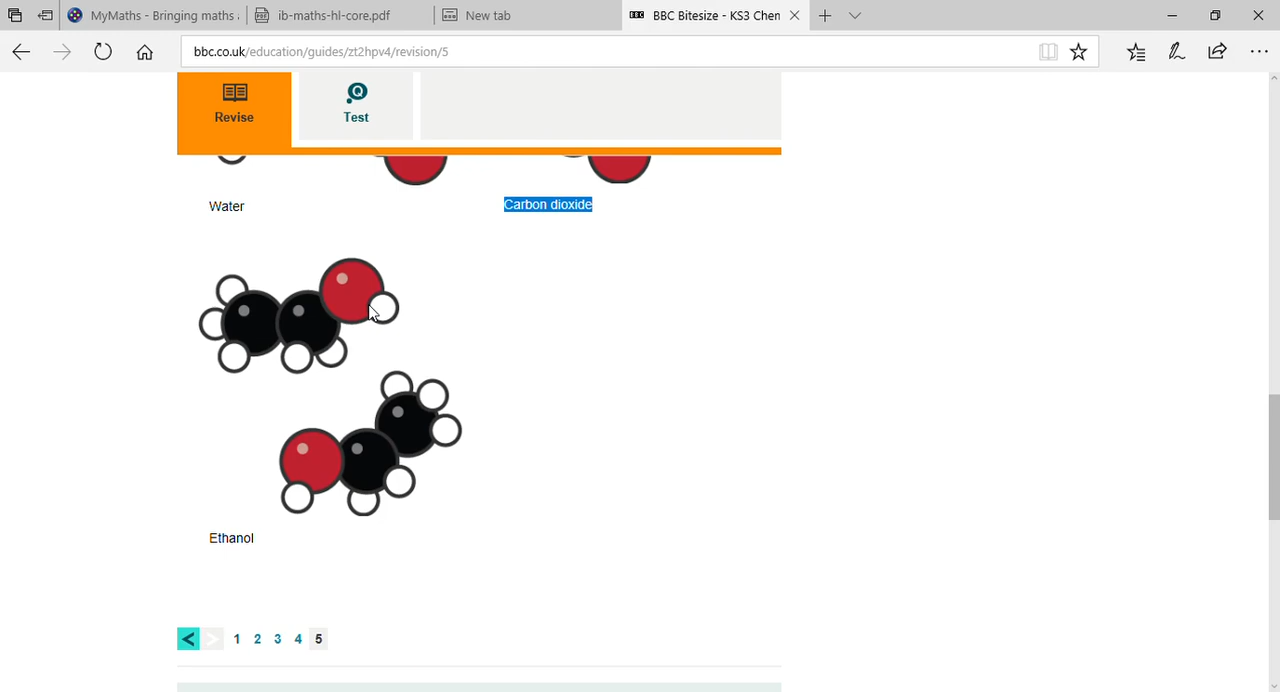 MyMaths - Bringing maths a
ib-maths-hl-core.pdf
New tab
BBC Bitesize - KS3 Chem
bbc.co.uk/education/guides/zt2hpv4/revision/5
Revise
Q
Test
Water
Carbon dioxide
Ethanol
< > 1 2 3 4 5